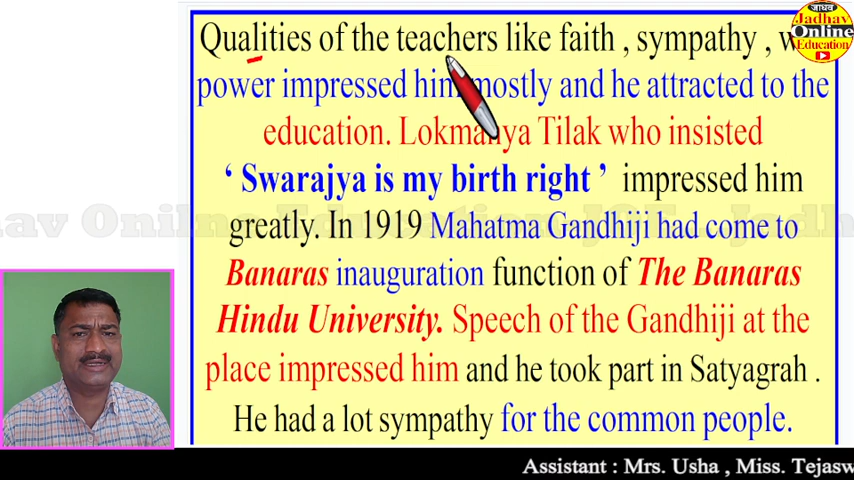 जाधव
Jadhav
Online
Education
Qualities of the teachers like faith , sympathy ,
power impressed him mostly and he attracted to the
education. Lokmanya Tilak who insisted
‘ Swarajya is my birth right ’ impressed him
greatly. In 1919 Mahatma Gandhiji had come to
Banaras inauguration function of The Banaras
Hindu University. Speech of the Gandhiji at the
place impressed him and he took part in Satyagrah .
He had a lot sympathy for the common people.
Assistant : Mrs. Usha , Miss. Tejasw